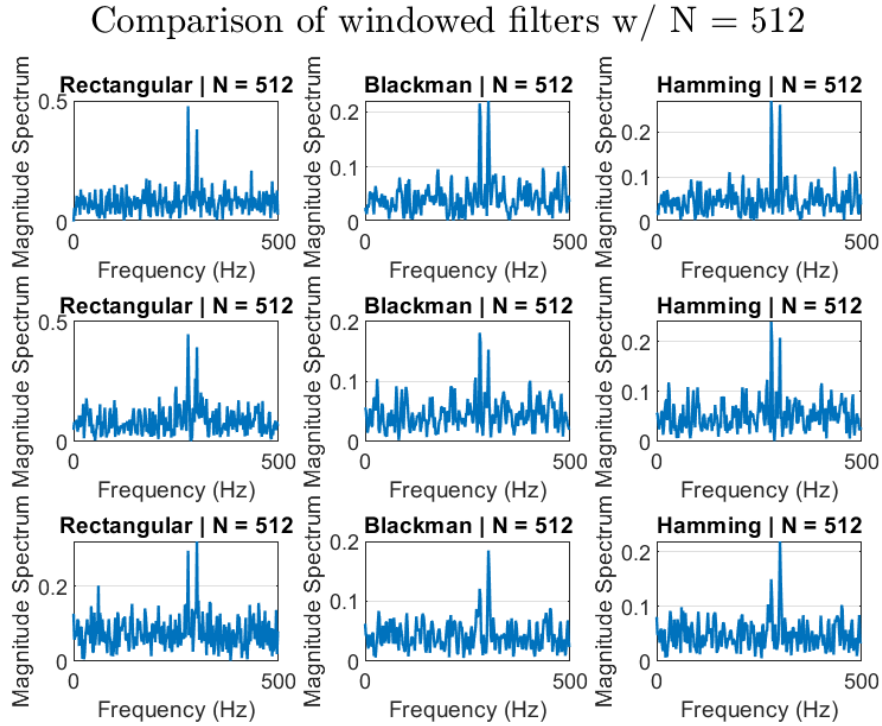 Comparison of windowed filters w/ N = 512
Rectangular | N = 512
Magnitude Spectrum
0.5
0
0
500
Frequency (Hz)
Blackman | N = 512
Magnitude Spectrum
0.2
0.1
0
0
500
Frequency (Hz)
Hamming | N = 512
Magnitude Spectrum
0.2
0.1
0
0
500
Frequency (Hz)
Rectangular | N = 512
Magnitude Spectrum
0.5
0
0
500
Frequency (Hz)
Blackman | N = 512
Magnitude Spectrum
0.2
0.1
0
0
500
Frequency (Hz)
Hamming | N = 512
Magnitude Spectrum
0.2
0.1
0
0
500
Frequency (Hz)
Rectangular | N = 512
Magnitude Spectrum
0.2
0
0
500
Frequency (Hz)
Blackman | N = 512
Magnitude Spectrum
0.2
0.1
0
0
500
Frequency (Hz)
Hamming | N = 512
Magnitude Spectrum
0.2
0.1
0
0
500
Frequency (Hz)